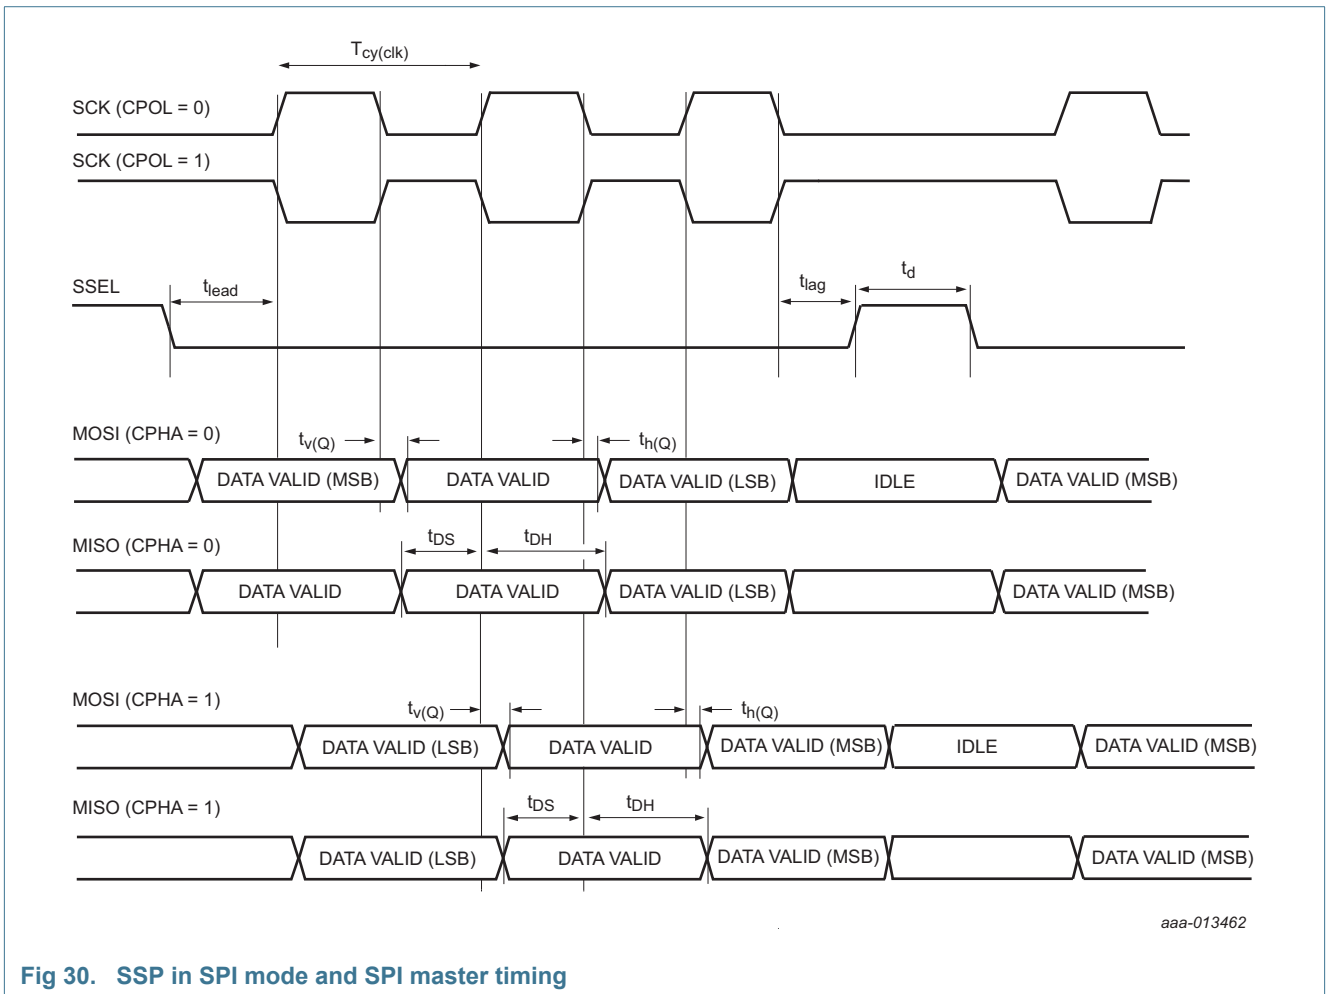 Tcy(clk)
SCK (CPOL = 0)
SCK (CPOL = 1)
SSEL
tlead
tlag
td
MOSI (CPHA = 0)
tv(Q)
th(Q)
DATA VALID (MSB)
DATA VALID
DATA VALID (LSB)
IDLE
DATA VALID (MSB)
MISO (CPHA = 0)
tDS
tDH
DATA VALID
DATA VALID
DATA VALID (LSB)
DATA VALID (MSB)
MOSI (CPHA = 1)
tv(Q)
th(Q)
DATA VALID (LSB)
DATA VALID
DATA VALID (MSB)
IDLE
DATA VALID (MSB)
MISO (CPHA = 1)
tDS
tDH
DATA VALID (LSB)
DATA VALID
DATA VALID (MSB)
DATA VALID (MSB)
aaa-013462
Fig 30. SSP in SPI mode and SPI master timing